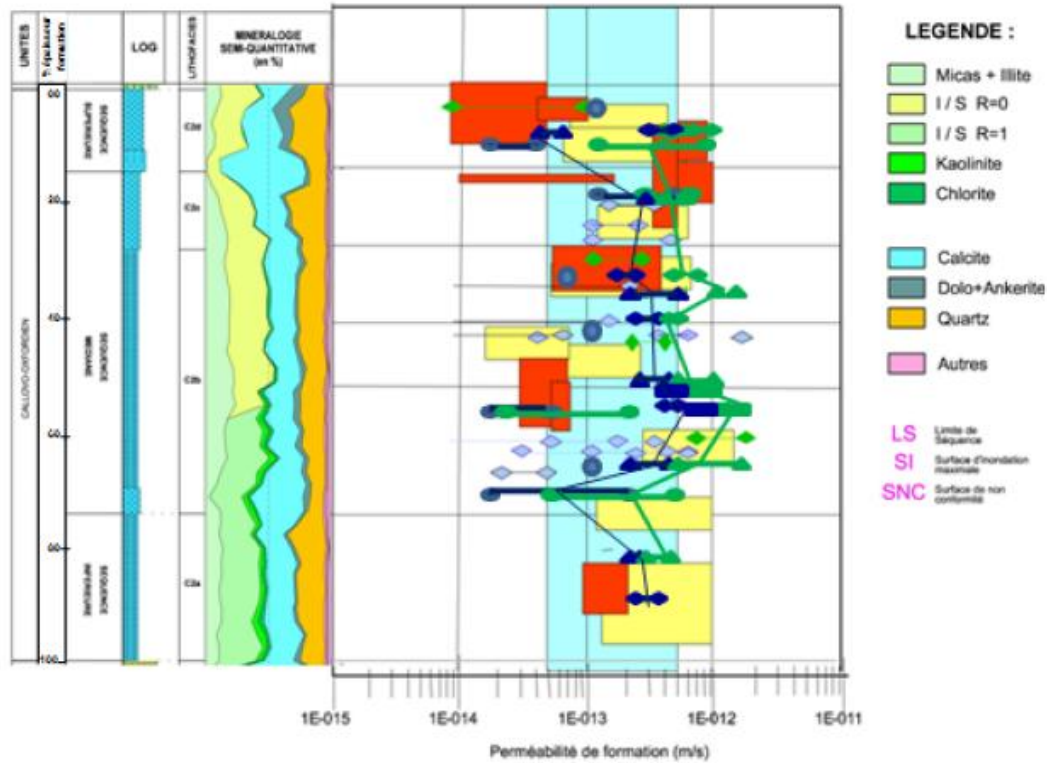 UNITES
% épaisseur formation
LOG
LITHOFACIES
MINERALOGIE
SEMI-QUANTITATIVE
(en %)
CALLOVO-OXFORDIEN
SEQUENCE
SUPERIEURE
SEQUENCE
MEDIANE
SEQUENCE
INFERIEURE
20
40
60
100
C2d
C2c
C2b
C2a
1E-015
1E-014
1E-013
1E-012
1E-011
Perméabilité de formation (m/s)
LEGENDE :
Micas + Illite
I / S R=0
I / S R=1
Kaolinite
Chlorite
Calcite
Dolo+Ankerite
Quartz
Autres
LS Limite de
Séquence
SI Surface d'inondation
maximale
SNC Surface de non
conformité